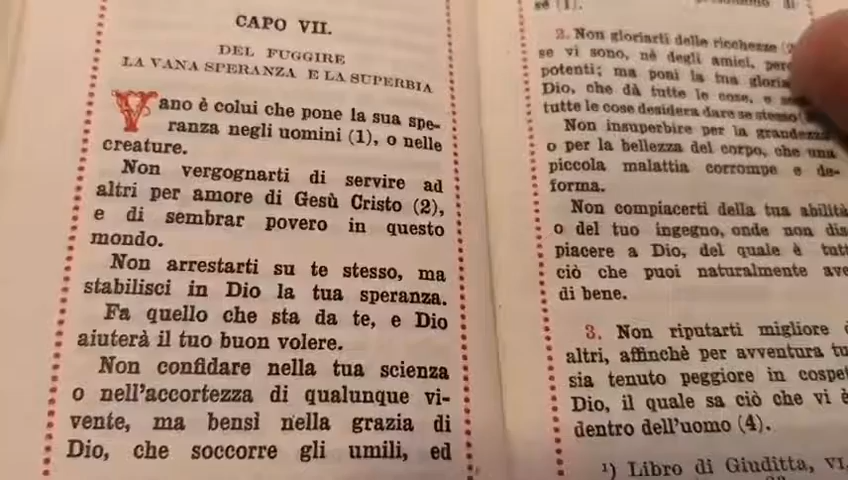 CAPO VII.
DEL FUGGIRE
LA VANA SPERANZA E LA SUPERBIA
Vano è colui che pone la sua spe-
ranza negli uomini (1), o nelle
creature.
Non vergognarti di servire ad
altri per amore di Gesù Cristo (2),
e di sembrar povero in questo
mondo.
Non arrestarti su te stesso, ma
stabilisci in Dio la tua speranza.
Fa quello che sta da te, e Dio
aiuterà il tuo buon volere.
Non confidare nella tua scienza
o nell'accortezza di qualunque vi-
vente, ma bensì nella grazia di
Dio, che soccorre gli umili, ed
sé (1).
2. Non gloriarti delle ricchezze
se vi sono, nè degli amici,
potenti; ma poni la tua
Dio, che dà tutte le cose, e
tutte le cose desidera dare se stesso
Non insuperbire per la grandezza
o per la bellezza del corpo, che una
piccola malattia corrompe e de-
forma.
Non compiacerti della tua abilità
o del tuo ingegno, onde non
piacere a Dio, del quale è
ciò che puoi naturalmente
di bene.
3. Non riputarti migliore
altri, affinchè per avventura
sia tenuto peggiore in
Dio, il quale sa ciò che vi è
dentro dell'uomo (4).
¹) Libro di Giuditta, VI,